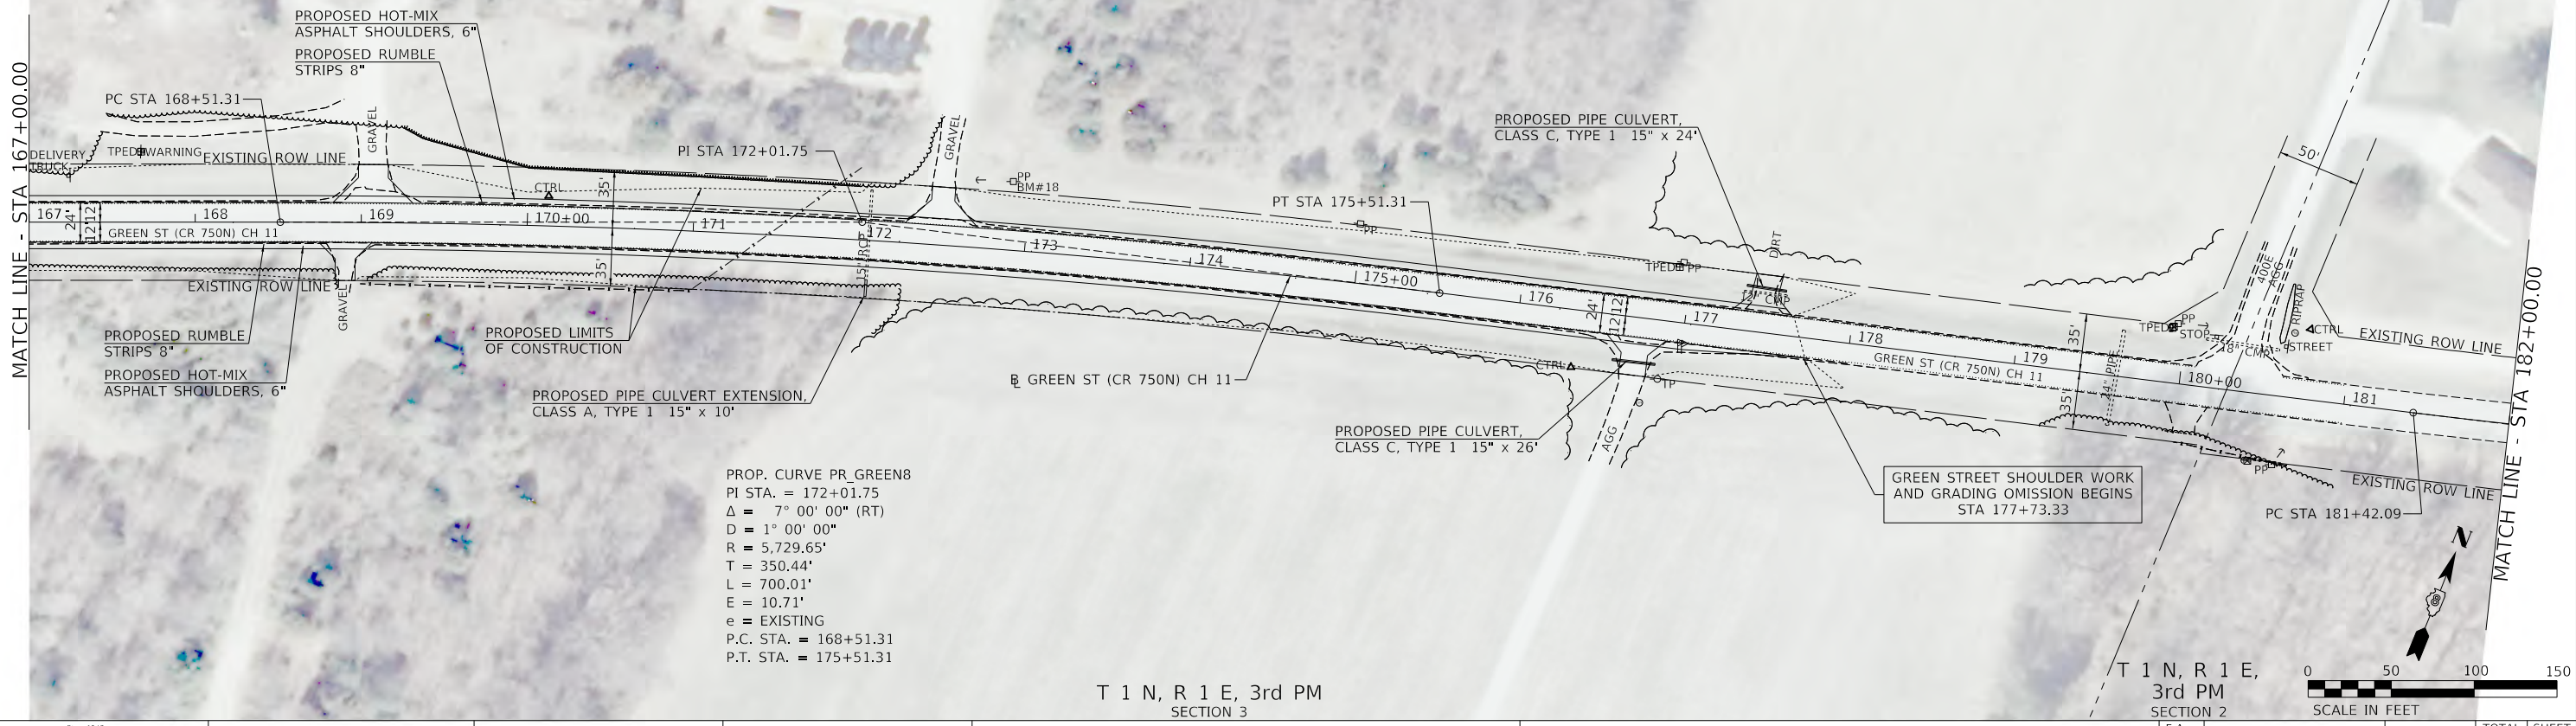 PROPOSED HOT-MIX
ASPHALT SHOULDERS, 6"
PROPOSED RUMBLE
STRIPS 8"
PC STA 168+51.31
MATCH LINE - STA 167+00.00
DELIVERY
TRUCK
TPED WARNING
EXISTING ROW LINE
GRAVEL
CTRL
35'
PI STA 172+01.75
GRAVEL
PP
BM#18
PT STA 175+51.31
PP
PROPOSED PIPE CULVERT,
CLASS C, TYPE 1 15" x 24'
TPED PP
DIRT
12" CMP
50'
400E
AGG
RIPRAP
TPED PP
STOP
18" CMP
STREET
CTRL
EXISTING ROW LINE
MATCH LINE - STA 182+00.00
167
168
169
170+00
171
172
173
174
175+00
176
177
178
179
180+00
181
24'
12'
12'
GREEN ST (CR 750N) CH 11
35'
15" RCP
24'
12'
12'
GREEN ST (CR 750N) CH 11
35'
35'
24" PIPE
EXISTING ROW LINE
GRAVEL
PROPOSED RUMBLE
STRIPS 8"
PROPOSED HOT-MIX
ASPHALT SHOULDERS, 6"
PROPOSED LIMITS
OF CONSTRUCTION
PROPOSED PIPE CULVERT EXTENSION,
CLASS A, TYPE 1 15" x 10'
B̵L GREEN ST (CR 750N) CH 11
CTRL
TP
AGG
PROPOSED PIPE CULVERT,
CLASS C, TYPE 1 15" x 26'
GREEN STREET SHOULDER WORK
AND GRADING OMISSION BEGINS
STA 177+73.33
PP
EXISTING ROW LINE
PC STA 181+42.09
PROP. CURVE PR_GREEN8
PI STA. = 172+01.75
Δ = 7° 00' 00" (RT)
D = 1° 00' 00"
R = 5,729.65'
T = 350.44'
L = 700.01'
E = 10.71'
e = EXISTING
P.C. STA. = 168+51.31
P.T. STA. = 175+51.31
T 1 N, R 1 E, 3rd PM
SECTION 3
T 1 N, R 1 E,
3rd PM
SECTION 2
N
0 50 100 150
SCALE IN FEET